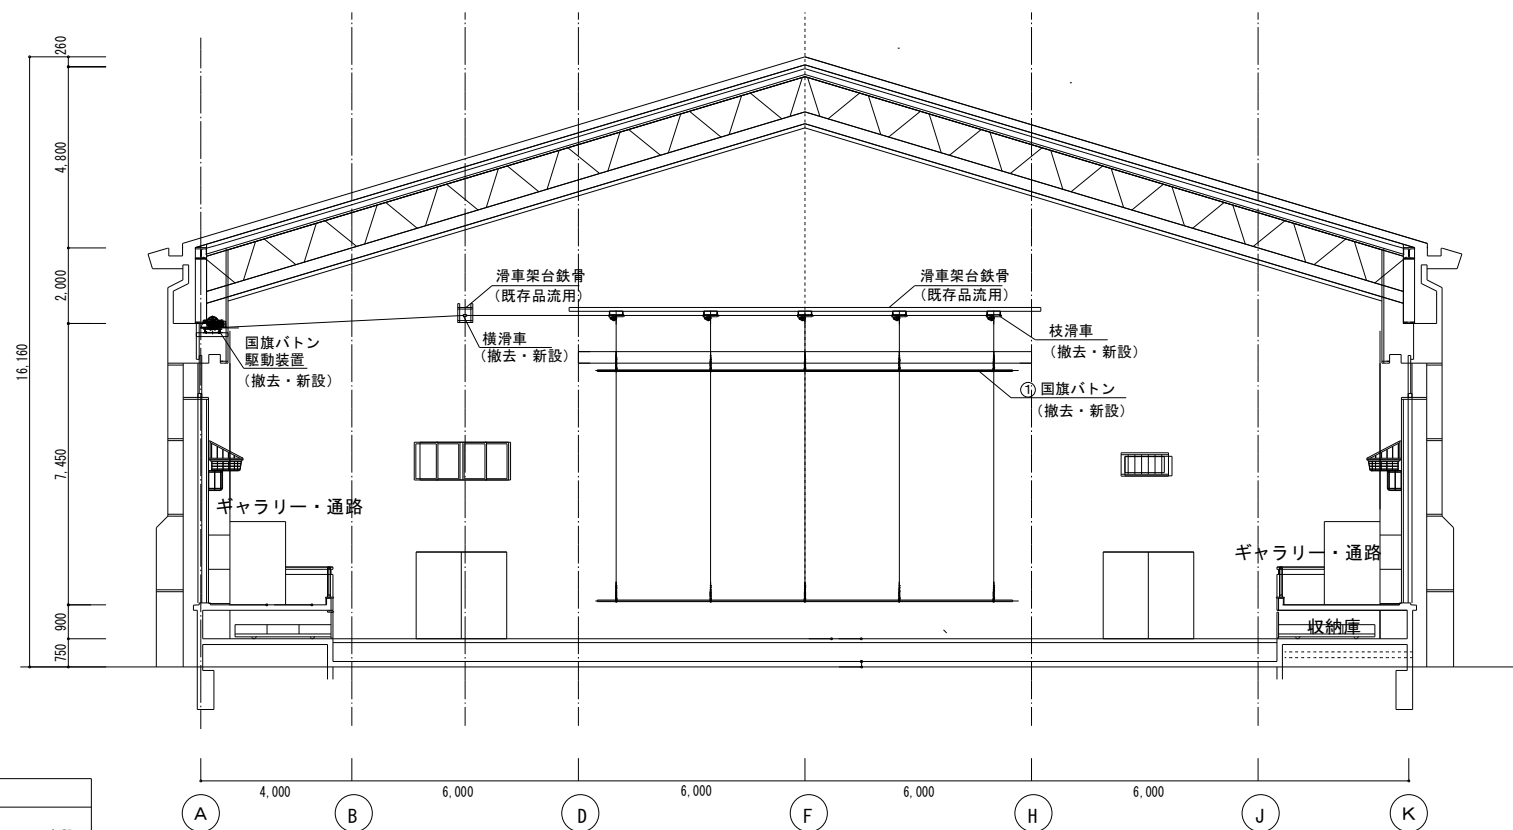 260
4,800
2,000
16,160
7,450
900
750
滑車架台鉄骨
(既存品流用)
滑車架台鉄骨
(既存品流用)
国旗バトン
駆動装置
(撤去・新設)
横滑車
(撤去・新設)
枝滑車
(撤去・新設)
① 国旗バトン
(撤去・新設)
ギャラリー・通路
ギャラリー・通路
収納庫
4,000
6,000
6,000
6,000
6,000
A
B
D
F
H
J
K